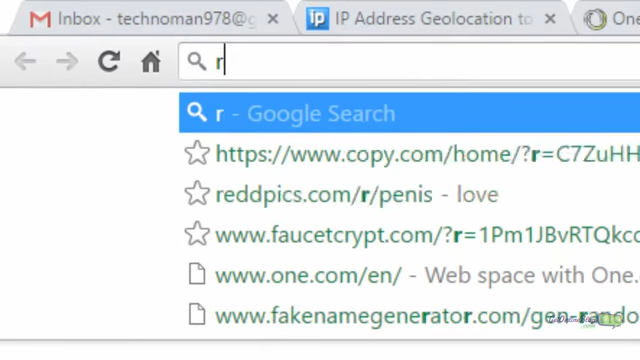 Inbox - technoman978@g
IP Address Geolocation to
One
r
r - Google Search
https://www.copy.com/home/?r=C7ZuHH
reddpics.com/r/penis - love
www.faucetcrypt.com/?r=1Pm1JBvRTQkcc
www.one.com/en/ - Web space with One.
www.fakenamegenerator.com/gen-rando